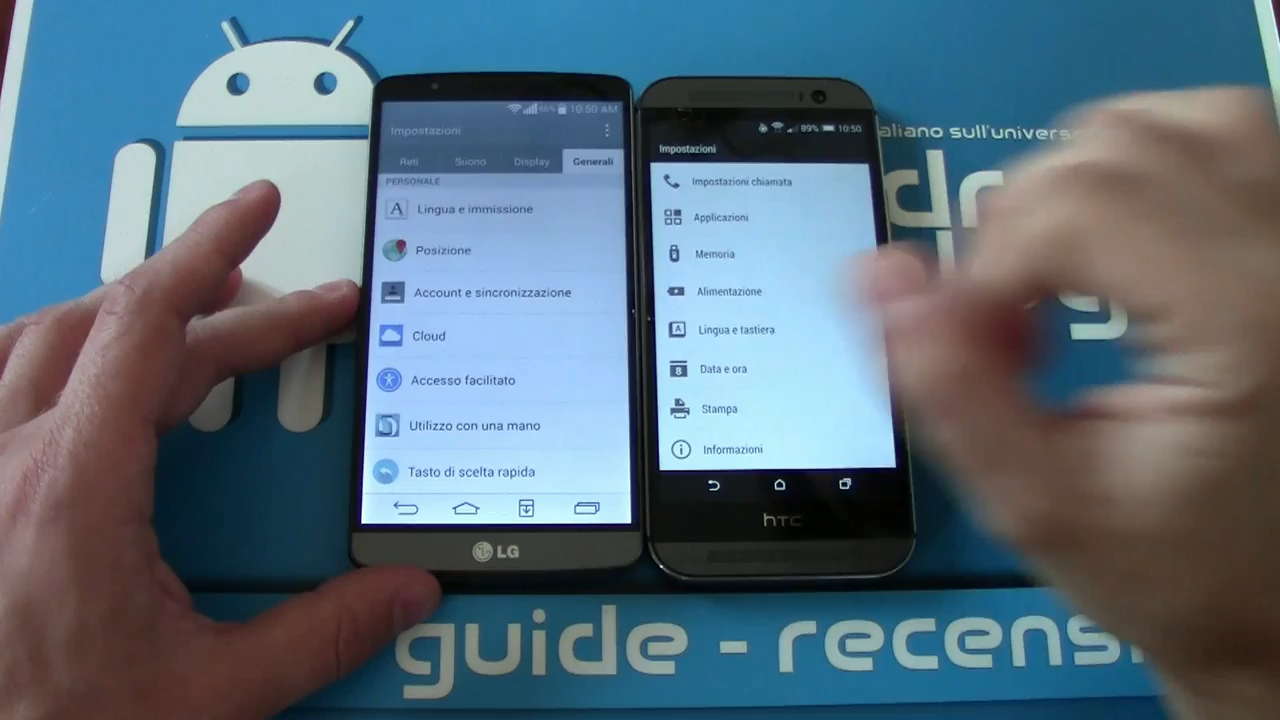 10:50 AM
Impostazioni
Reti Suono Display Generali
PERSONALE
Lingua e immissione
Posizione
Account e sincronizzazione
Cloud
Accesso facilitato
Utilizzo con una mano
Tasto di scelta rapida
LG
89% 10:50
Impostazioni
Impostazioni chiamata
Applicazioni
Memoria
Alimentazione
Lingua e tastiera
Data e ora
Stampa
Informazioni
hTC
aliano sull'univers
guide - recens